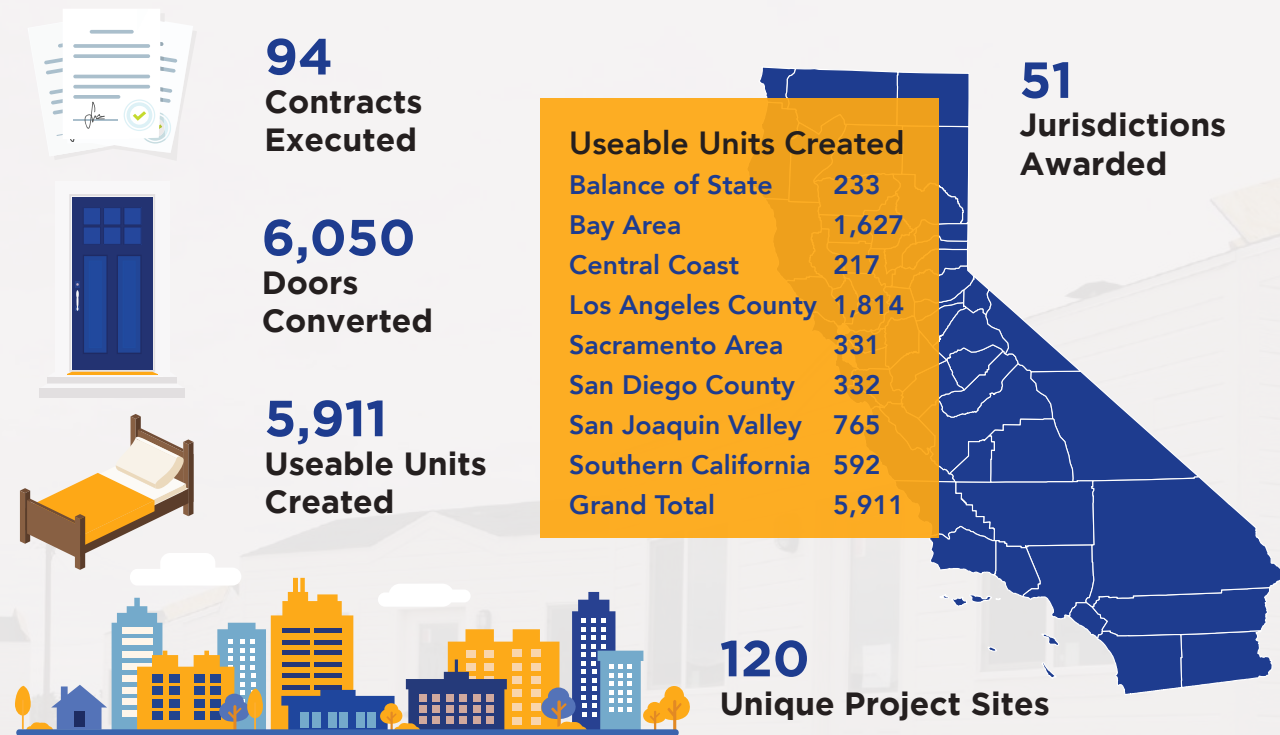 94
Contracts
Executed
6,050
Doors
Converted
5,911
Useable Units
Created
Useable Units Created
Balance of State 233
Bay Area 1,627
Central Coast 217
Los Angeles County 1,814
Sacramento Area 331
San Diego County 332
San Joaquin Valley 765
Southern California 592
Grand Total 5,911
51
Jurisdictions
Awarded
120
Unique Project Sites